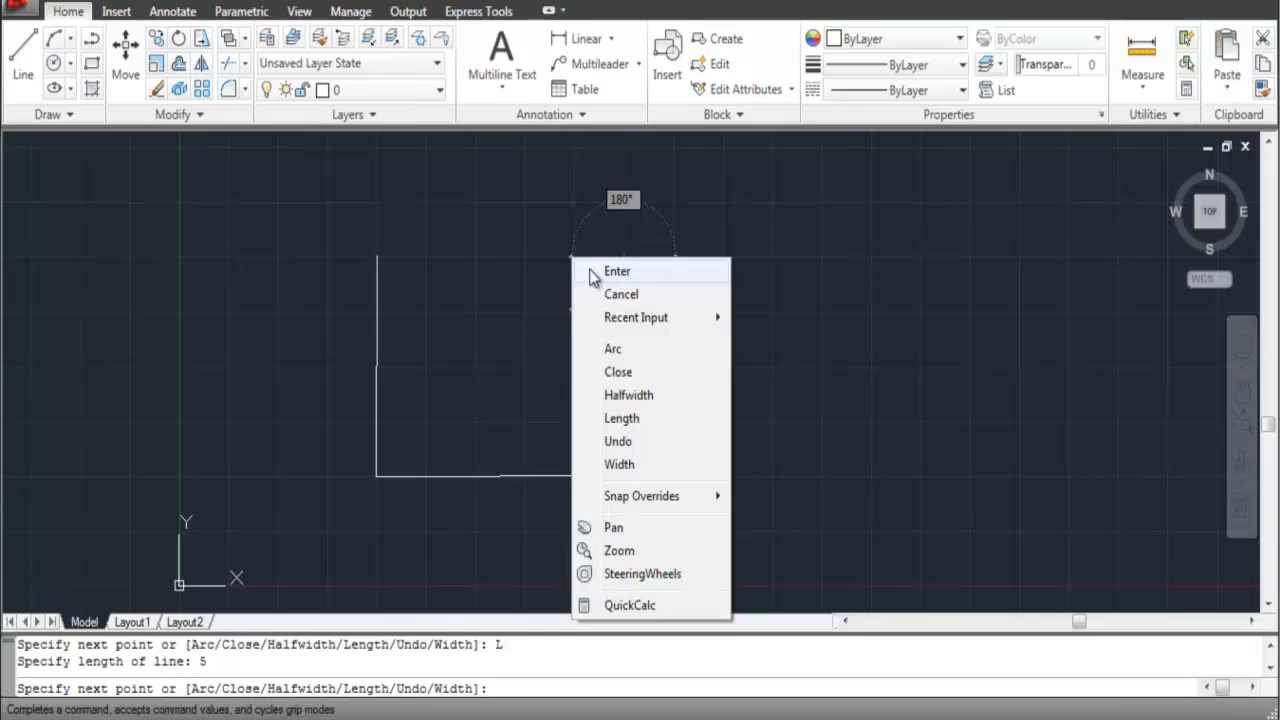 Home Insert Annotate Parametric View Manage Output Express Tools
Line
Move
Unsaved Layer State
0
Multiline Text
Linear
Multileader
Table
Insert
Create
Edit
Edit Attributes
ByLayer
ByLayer
ByLayer
ByColor
Transpar... 0
List
Measure
Paste
Draw Modify Layers Annotation Block Properties Utilities Clipboard
180°
N
W TOP E
S
WCS
Enter
Cancel
Recent Input
Arc
Close
Halfwidth
Length
Undo
Width
Snap Overrides
Pan
Zoom
SteeringWheels
QuickCalc
Y
X
Model Layout1 Layout2
Specify next point or [Arc/Close/Halfwidth/Length/Undo/Width]: L
Specify length of line: 5
Specify next point or [Arc/Close/Halfwidth/Length/Undo/Width]:
Completes a command, accepts command values, and cycles grip modes